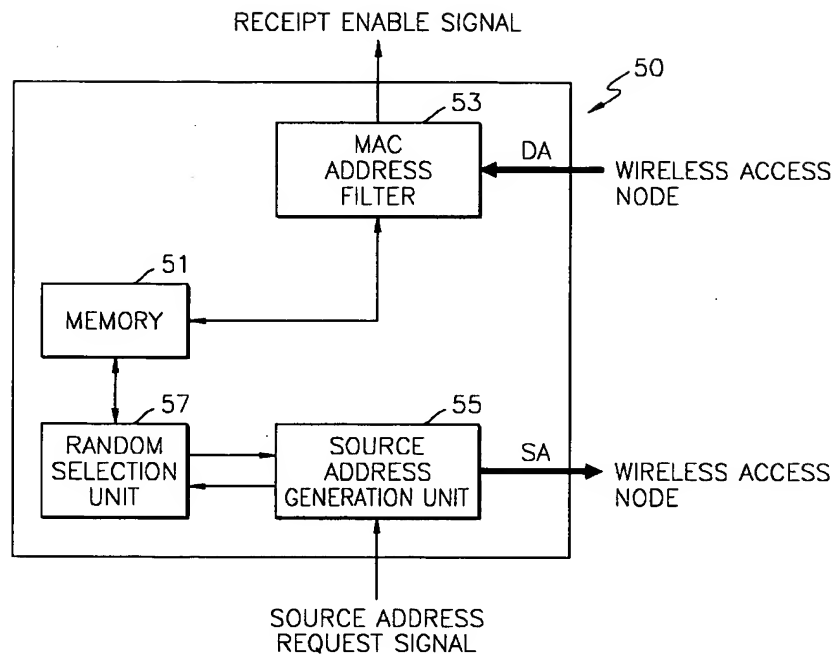 RECEIPT ENABLE SIGNAL
50
53
MAC
ADDRESS
FILTER
DA
WIRELESS ACCESS
NODE
51
MEMORY
57
RANDOM
SELECTION
UNIT
55
SOURCE
ADDRESS
GENERATION UNIT
SA
WIRELESS ACCESS
NODE
SOURCE ADDRESS
REQUEST SIGNAL